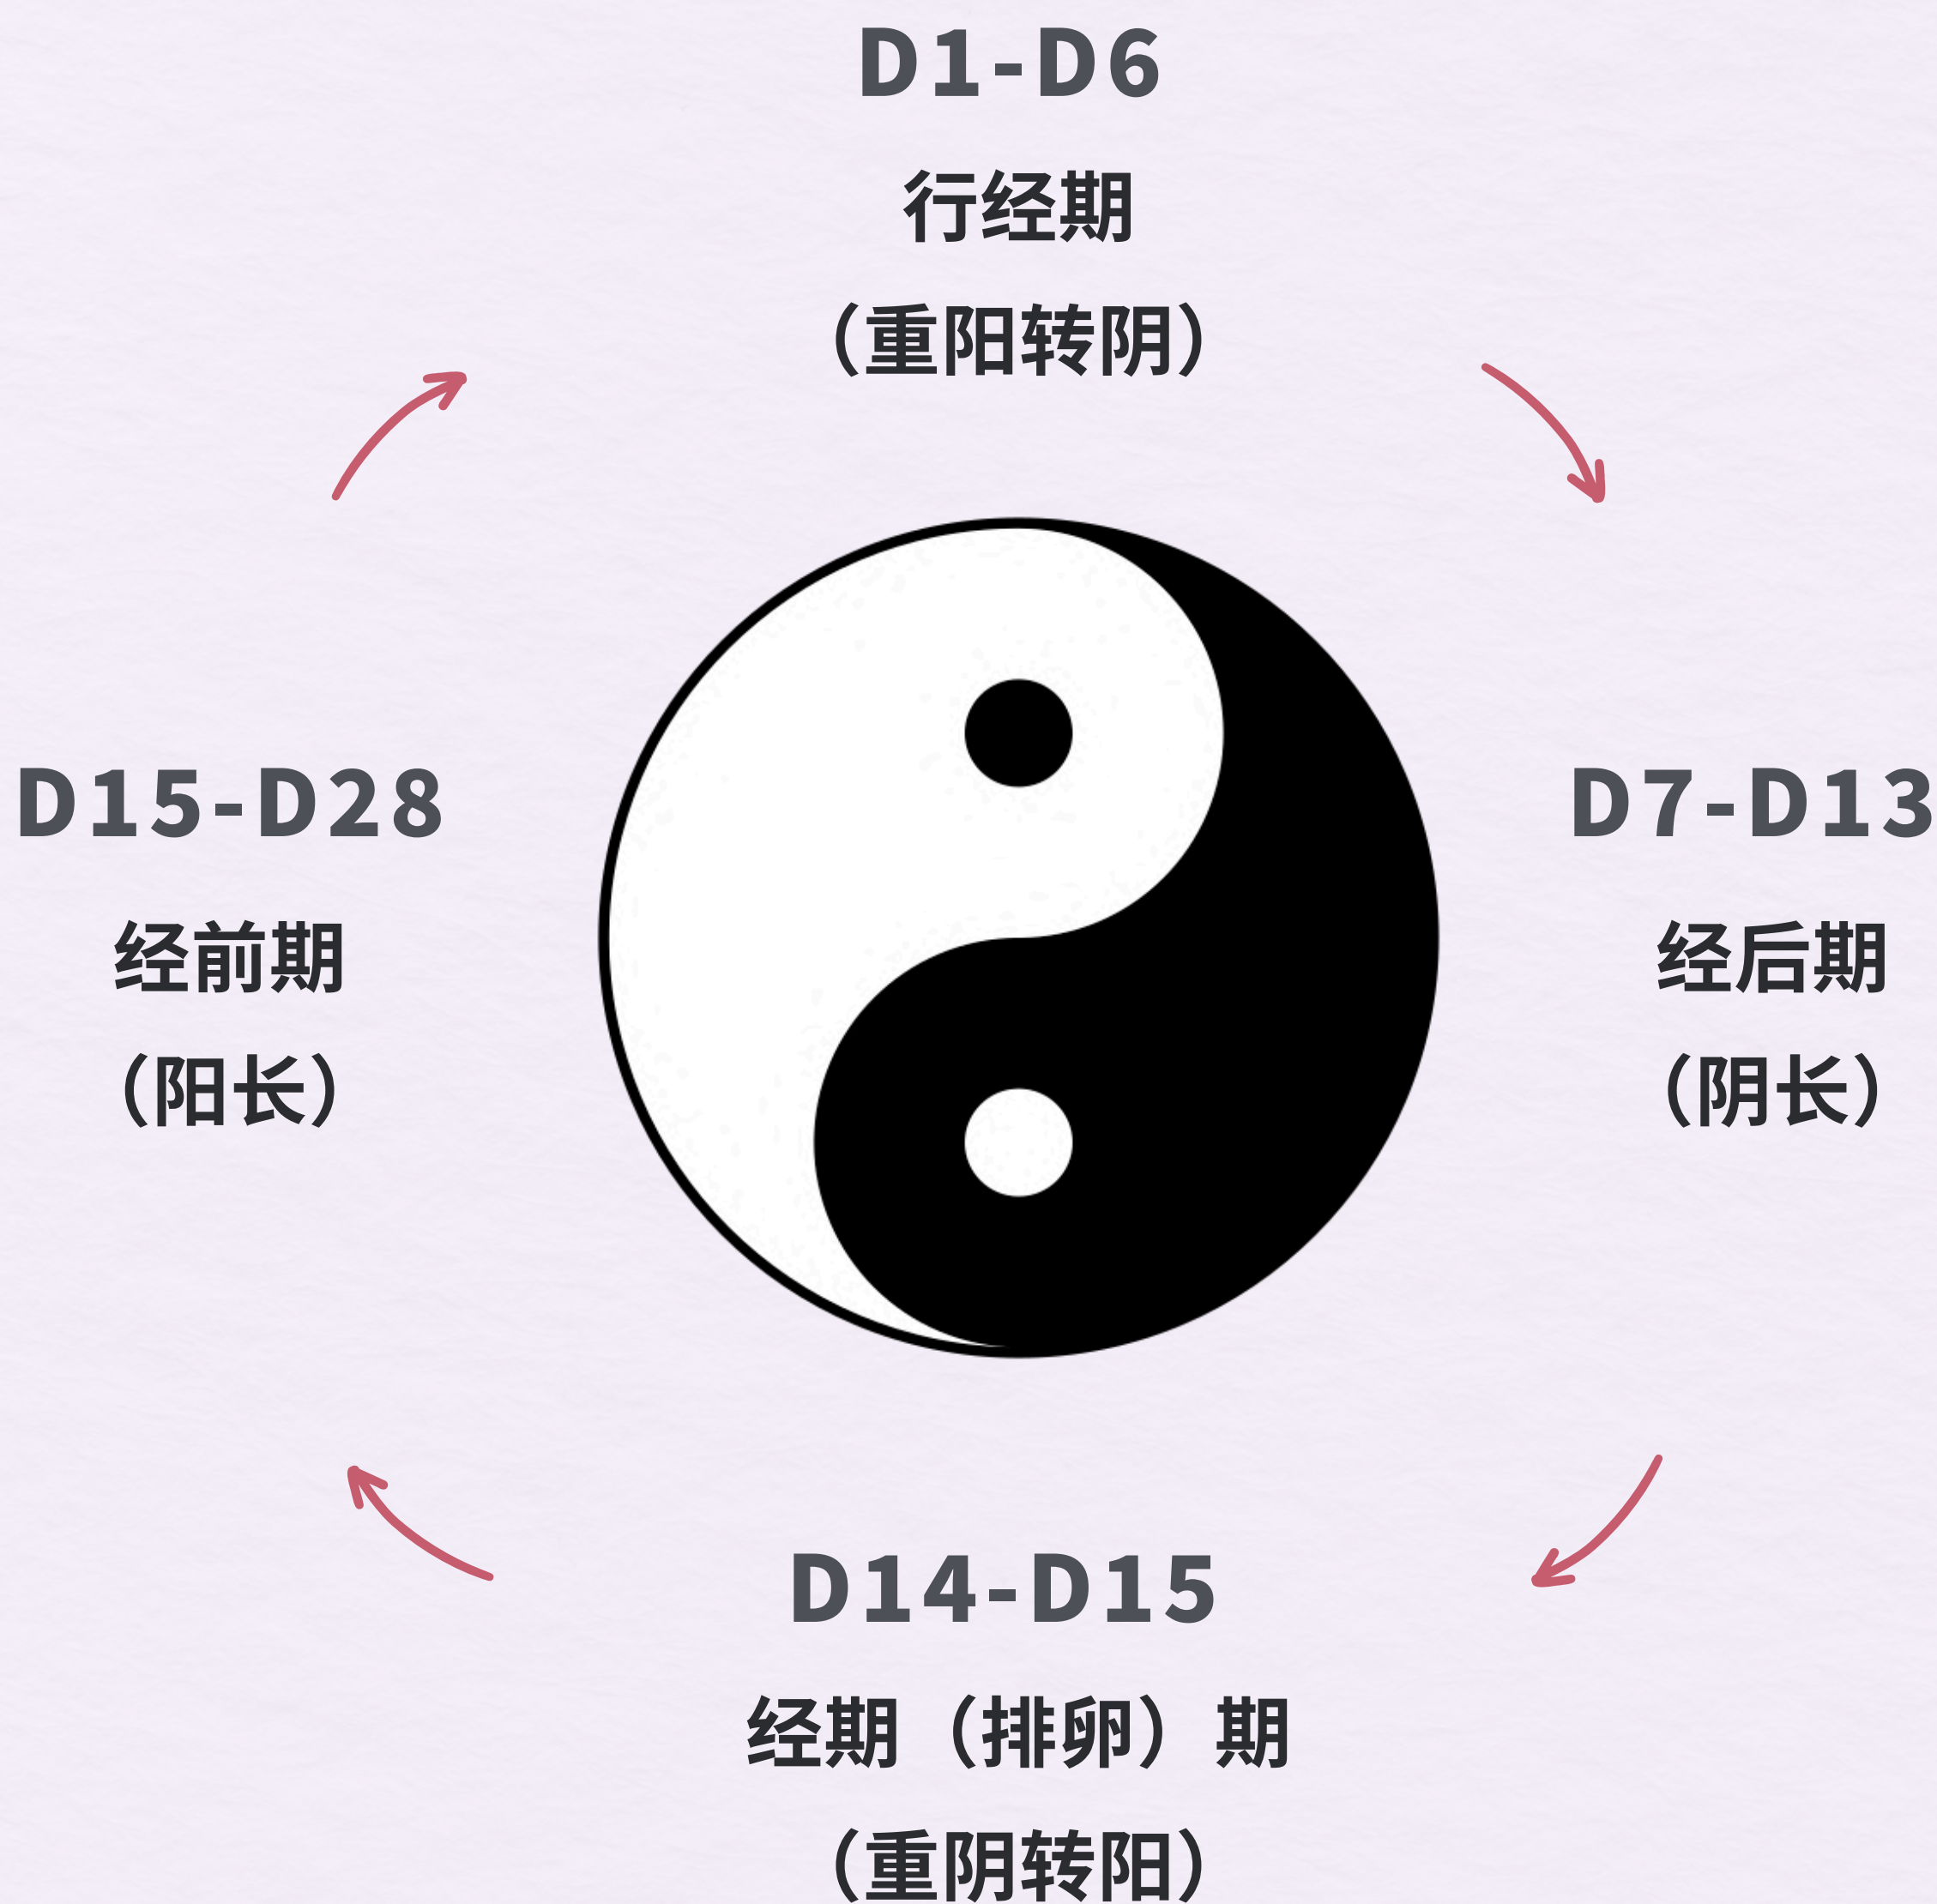 D1-D6
行经期
（重阳转阴）
D15-D28
经前期
（阳长）
D7-D13
经后期
（阴长）
D14-D15
经期（排卵）期
（重阴转阳）